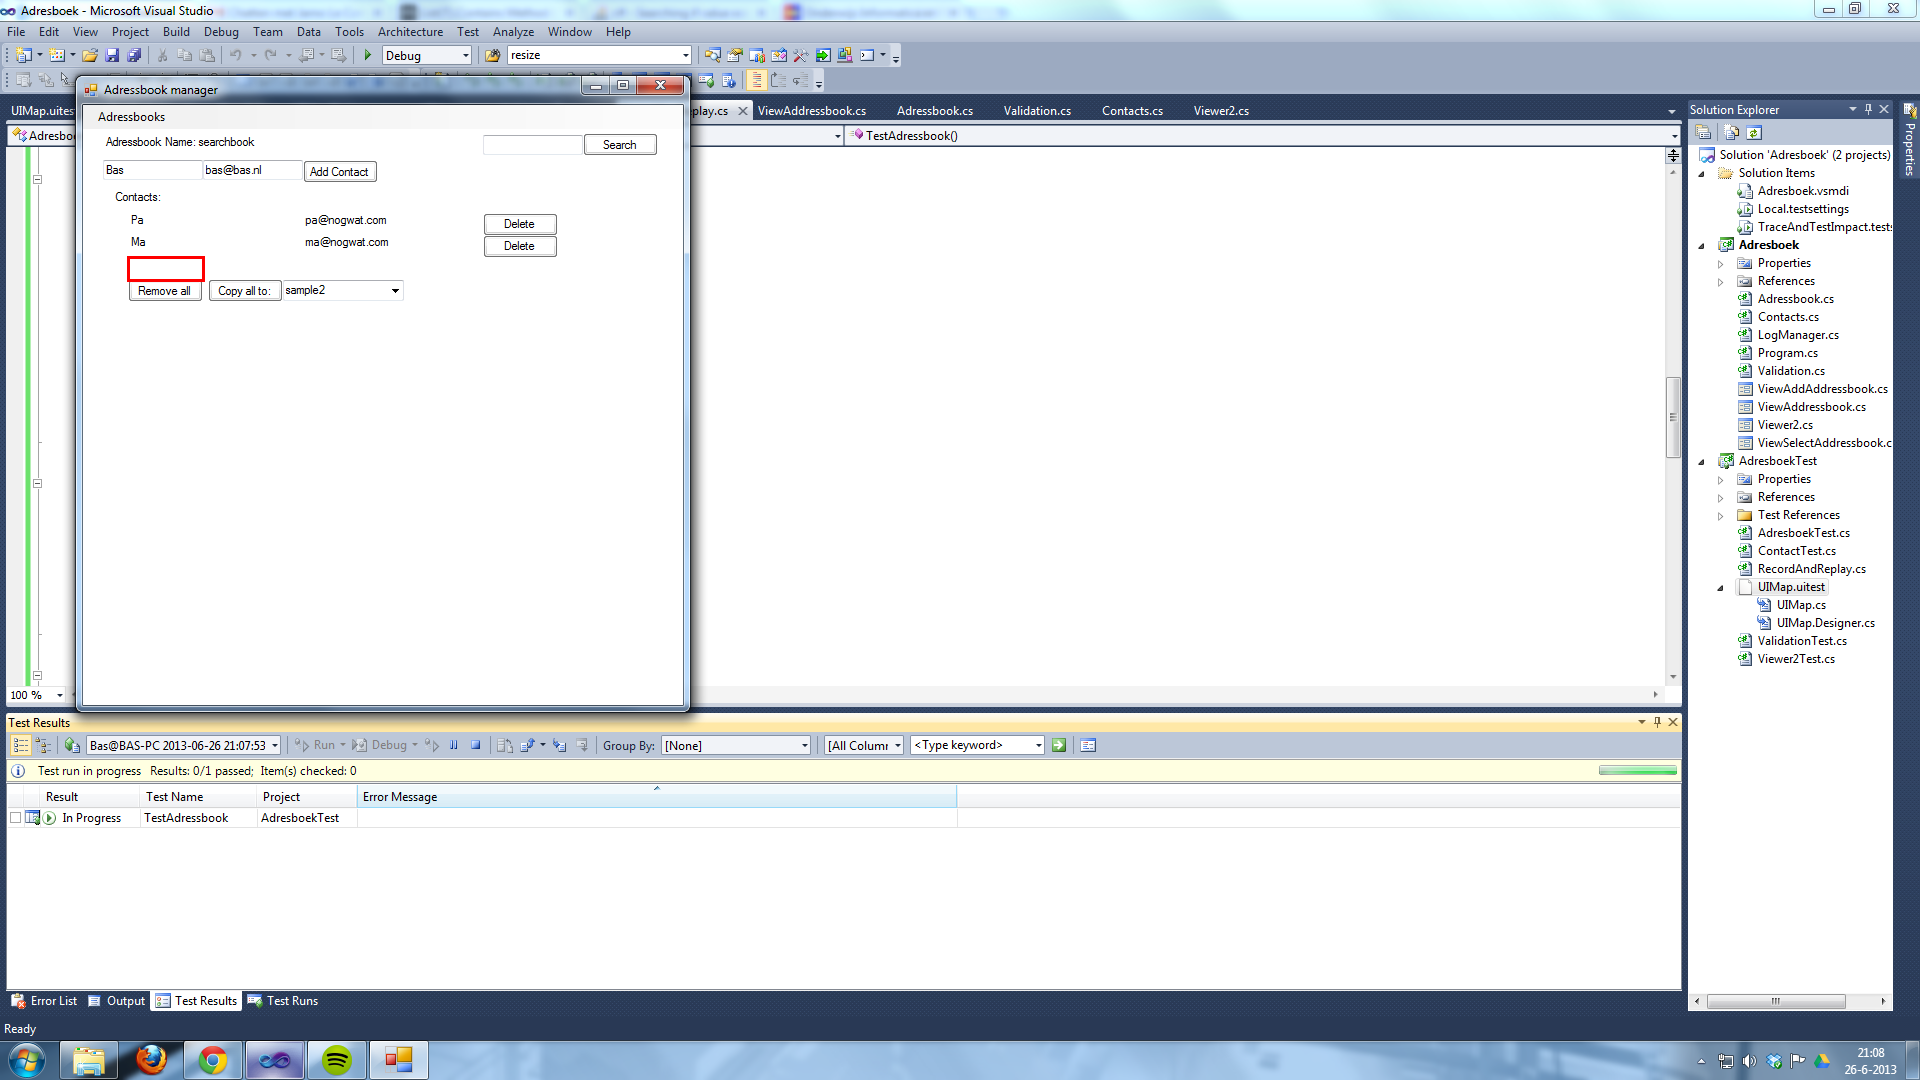 Adresboek - Microsoft Visual Studio
File Edit View Project Build Debug Team Data Tools Architecture Test Analyze Window Help
Debug resize
Adressbook manager
UIMap.uitest play.cs ViewAddressbook.cs Adressbook.cs Validation.cs Contacts.cs Viewer2.cs
TestAdressbook()
Adressbooks
Adressbook Name: searchbook Search
Bas bas@bas.nl Add Contact
Contacts:
Pa pa@nogwat.com Delete
Ma ma@nogwat.com Delete
Remove all Copy all to: sample2
100 %
Solution Explorer
Properties
Solution 'Adresboek' (2 projects)
Solution Items
Adresboek.vsmdi
Local.testsettings
TraceAndTestImpact.tests
Adresboek
Properties
References
Adressbook.cs
Contacts.cs
LogManager.cs
Program.cs
Validation.cs
ViewAddAddressbook.cs
ViewAddressbook.cs
Viewer2.cs
ViewSelectAddressbook.c
AdresboekTest
Properties
References
Test References
AdresboekTest.cs
ContactTest.cs
RecordAndReplay.cs
UIMap.uitest
UIMap.cs
UIMap.Designer.cs
ValidationTest.cs
Viewer2Test.cs
Test Results
Bas@BAS-PC 2013-06-26 21:07:53 Run Debug Group By: [None] [All Column <Type keyword>
Test run in progress Results: 0/1 passed; Item(s) checked: 0
Result Test Name Project Error Message
In Progress TestAdressbook AdresboekTest
Error List Output Test Results Test Runs
Ready
21:08
26-6-2013